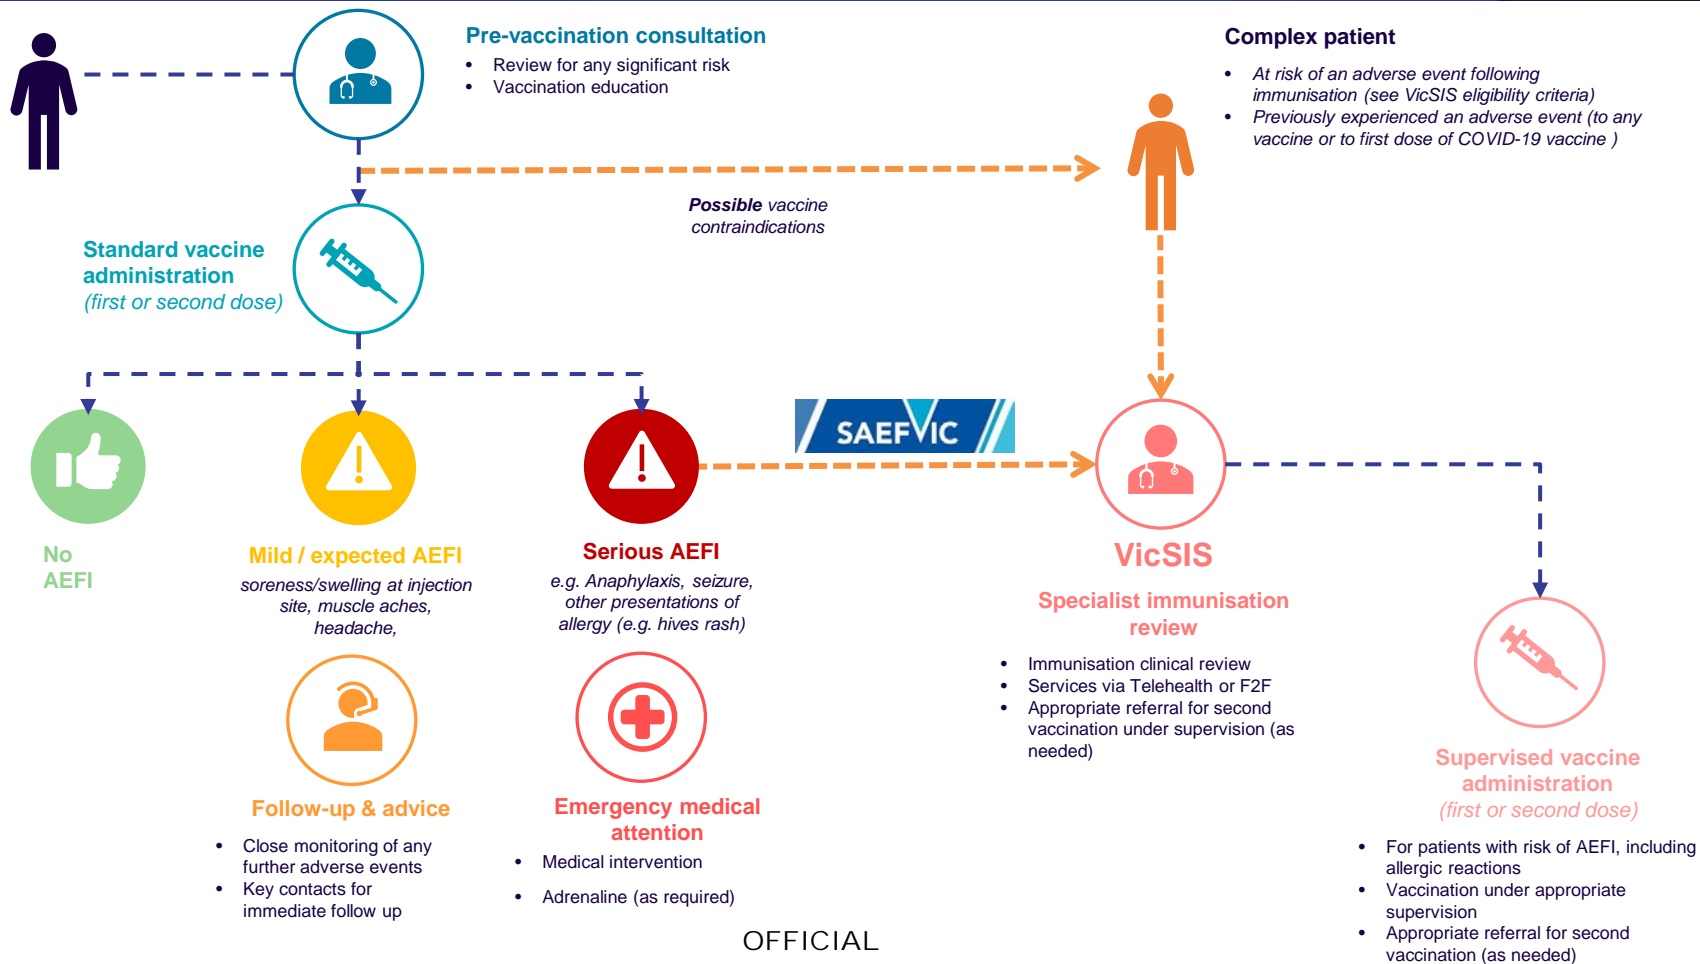 Pre-vaccination consultation
• Review for any significant risk
• Vaccination education
Complex patient
• At risk of an adverse event following
immunisation (see VicSIS eligibility criteria)
• Previously experienced an adverse event (to any
vaccine or to first dose of COVID-19 vaccine )
Possible vaccine
contraindications
Standard vaccine
administration
(first or second dose)
SAEFVIC
No
AEFI
Mild / expected AEFI
soreness/swelling at injection
site, muscle aches,
headache,
Serious AEFI
e.g. Anaphylaxis, seizure,
other presentations of
allergy (e.g. hives rash)
VicSIS
Specialist immunisation
review
• Immunisation clinical review
• Services via Telehealth or F2F
• Appropriate referral for second
vaccination under supervision (as
needed)
Follow-up & advice
• Close monitoring of any
further adverse events
• Key contacts for
immediate follow up
Emergency medical
attention
• Medical intervention
• Adrenaline (as required)
Supervised vaccine
administration
(first or second dose)
• For patients with risk of AEFI, including
allergic reactions
• Vaccination under appropriate
supervision
• Appropriate referral for second
vaccination (as needed)
OFFICIAL